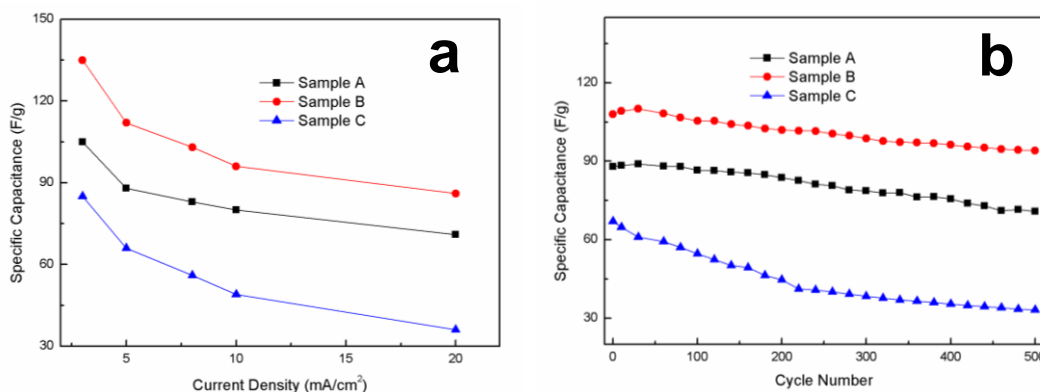 a
150
120
90
60
30
Specific Capacitance (F/g)
Sample A
Sample B
Sample C
5
10
15
20
Current Density (mA/cm²)
b
120
90
60
30
Specific Capacitance (F/g)
Sample A
Sample B
Sample C
0
100
200
300
400
500
Cycle Number